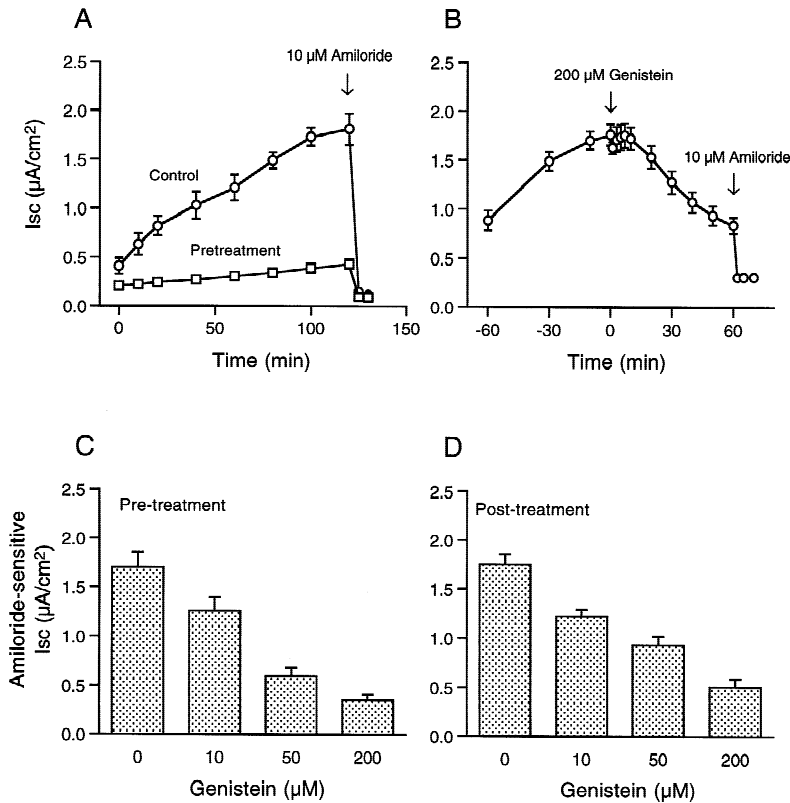 A
10 µM Amiloride
2.5
2.0
1.5
1.0
0.5
0.0
Isc (µA/cm2)
Control
Pretreatment
0
50
100
150
Time (min)
B
200 µM Genistein
10 µM Amiloride
2.5
2.0
1.5
1.0
0.5
0.0
-60
-30
0
30
60
Time (min)
C
Pre-treatment
2.5
2.0
1.5
1.0
0.5
0.0
Amiloride-sensitive
Isc (µA/cm2)
0
10
50
200
Genistein (µM)
D
Post-treatment
2.5
2.0
1.5
1.0
0.5
0.0
0
10
50
200
Genistein (µM)